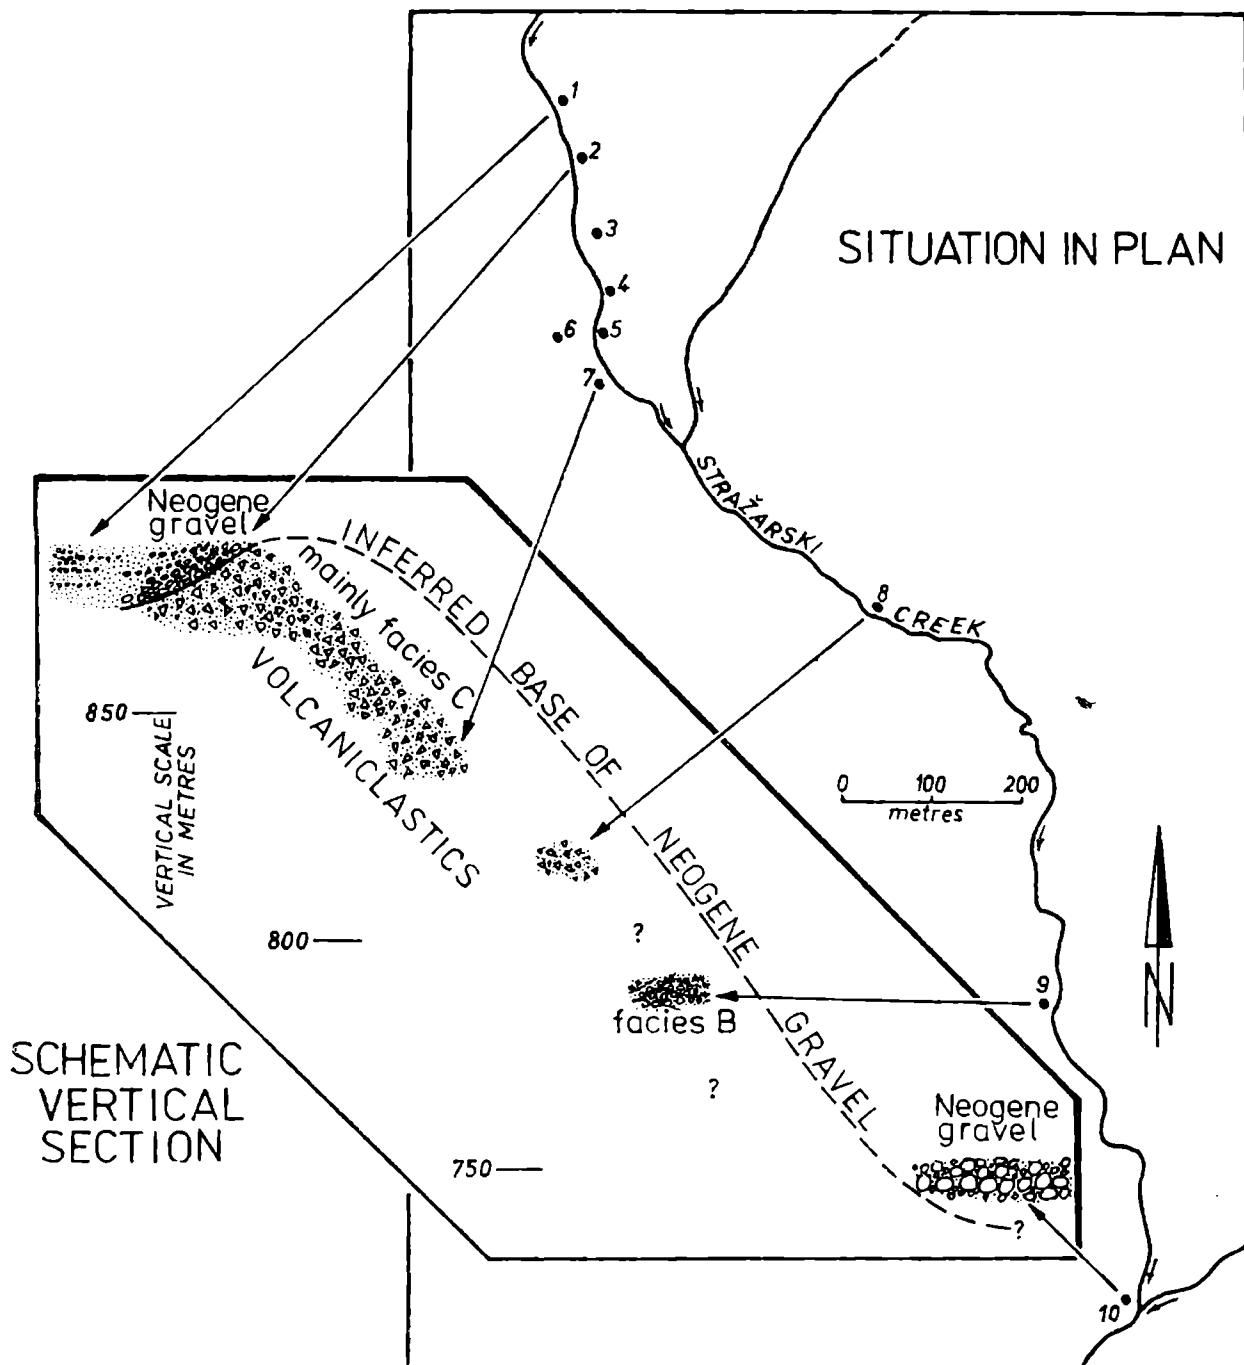 1
2
3
SITUATION IN PLAN
4
6
5
7
STRAŽARSKI
CREEK
8
Neogene
gravel
INFERRED BASE OF NEOGENE GRAVEL
mainly facies C
VOLCANICLASTICS
850
VERTICAL SCALE
IN METRES
0 100 200
metres
?
800
9
facies B
N
SCHEMATIC
VERTICAL
SECTION
?
Neogene
gravel
750
?
10